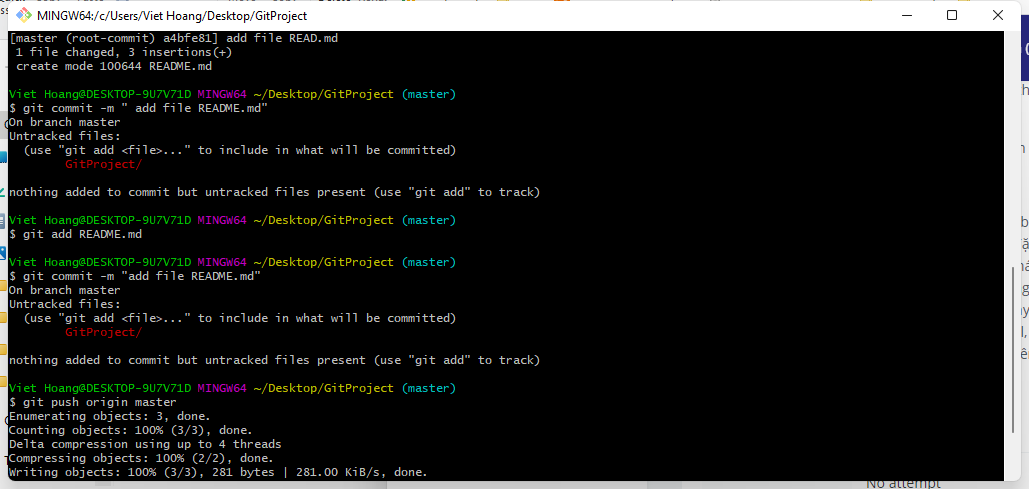 MINGW64:/c/Users/Viet Hoang/Desktop/GitProject
[master (root-commit) a4bfe81] add file READ.md
 1 file changed, 3 insertions(+)
 create mode 100644 README.md
Viet Hoang@DESKTOP-9U7V71D MINGW64 ~/Desktop/GitProject (master)
$ git commit -m " add file README.md"
On branch master
Untracked files:
  (use "git add <file>..." to include in what will be committed)
        GitProject/
nothing added to commit but untracked files present (use "git add" to track)
Viet Hoang@DESKTOP-9U7V71D MINGW64 ~/Desktop/GitProject (master)
$ git add README.md
Viet Hoang@DESKTOP-9U7V71D MINGW64 ~/Desktop/GitProject (master)
$ git commit -m "add file README.md"
On branch master
Untracked files:
  (use "git add <file>..." to include in what will be committed)
        GitProject/
nothing added to commit but untracked files present (use "git add" to track)
Viet Hoang@DESKTOP-9U7V71D MINGW64 ~/Desktop/GitProject (master)
$ git push origin master
Enumerating objects: 3, done.
Counting objects: 100% (3/3), done.
Delta compression using up to 4 threads
Compressing objects: 100% (2/2), done.
Writing objects: 100% (3/3), 281 bytes | 281.00 KiB/s, done.
No attempt